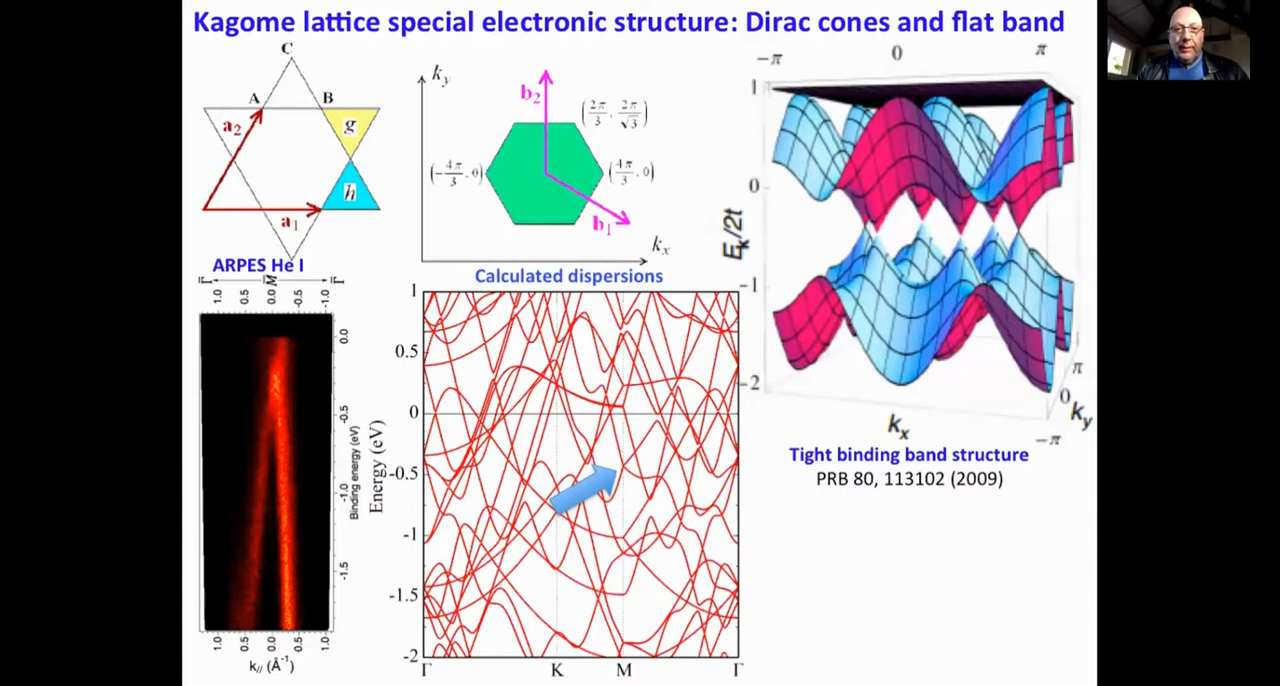 Kagome lattice special electronic structure: Dirac cones and flat band
C
A
B
a₂
g
h
a₁
k_y
b₂
(2π/3, 2π/√3)
(-4π/3, 0)
(4π/3, 0)
b₁
k_x
−π
0
π
1
0
−1
−2
E_k/2t
k_x
π
0
−π
k_y
Tight binding band structure
PRB 80, 113102 (2009)
ARPES He I
Γ̅
M̅
Γ̅
1.0
0.5
0.0
-0.5
-1.0
0.0
-0.5
-1.0
-1.5
Binding energy (eV)
1.0
0.5
0.0
0.5
1.0
k// (Å⁻¹)
Calculated dispersions
1
0.5
0
-0.5
-1
-1.5
-2
Energy (eV)
Γ
K
M
Γ